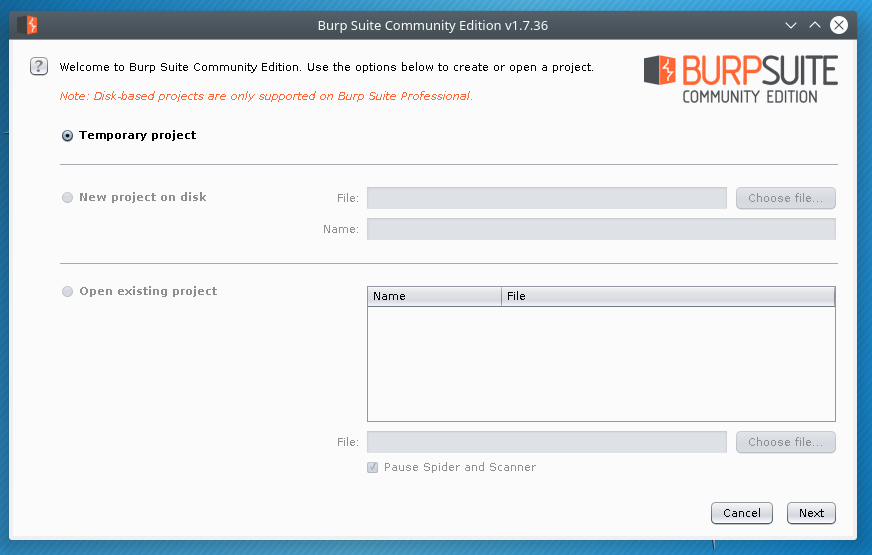 Burp Suite Community Edition v1.7.36
? Welcome to Burp Suite Community Edition. Use the options below to create or open a project.
BURPSUITE
COMMUNITY EDITION
Note: Disk-based projects are only supported on Burp Suite Professional.
Temporary project
New project on disk File: Choose file...
Name:
Open existing project
Name File
File: Choose file...
Pause Spider and Scanner
Cancel Next